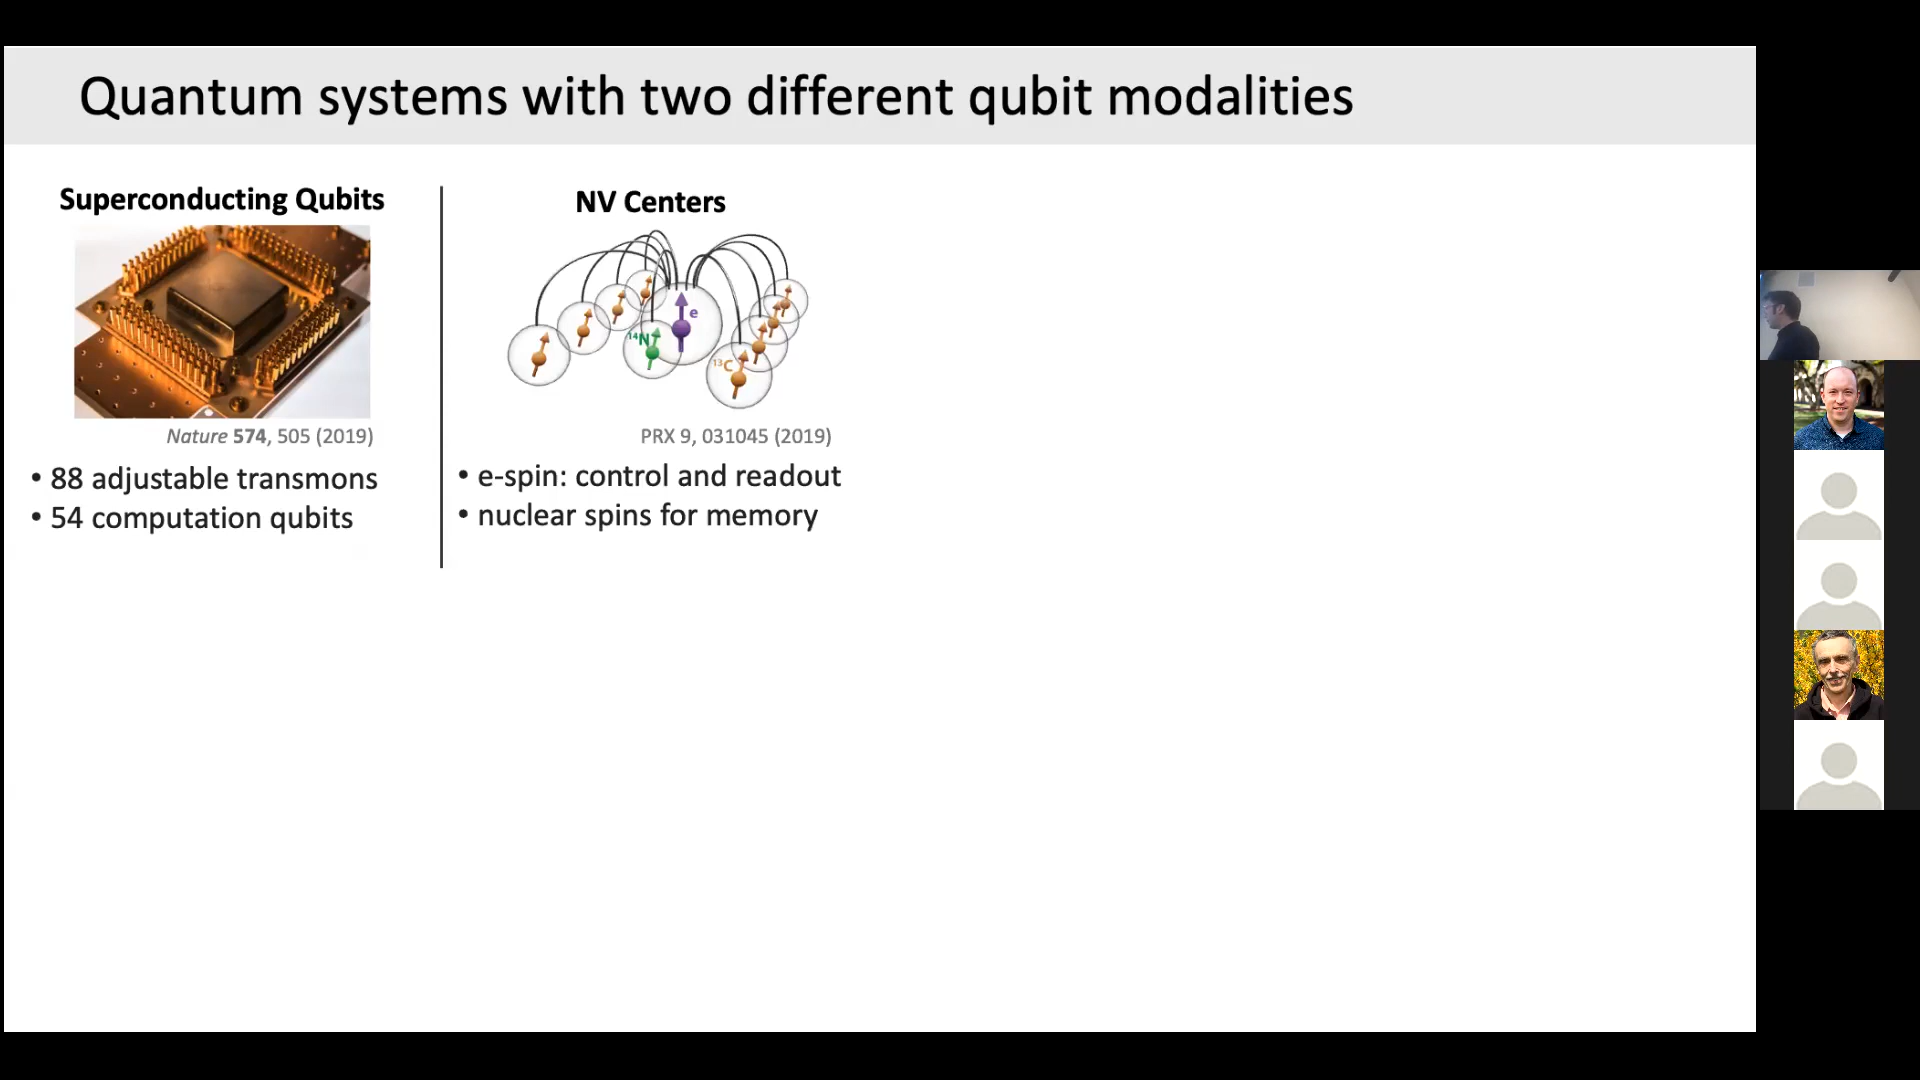 Quantum systems with two different qubit modalities
Superconducting Qubits
Nature 574, 505 (2019)
• 88 adjustable transmons
• 54 computation qubits
NV Centers
e
14N
13C
PRX 9, 031045 (2019)
• e-spin: control and readout
• nuclear spins for memory